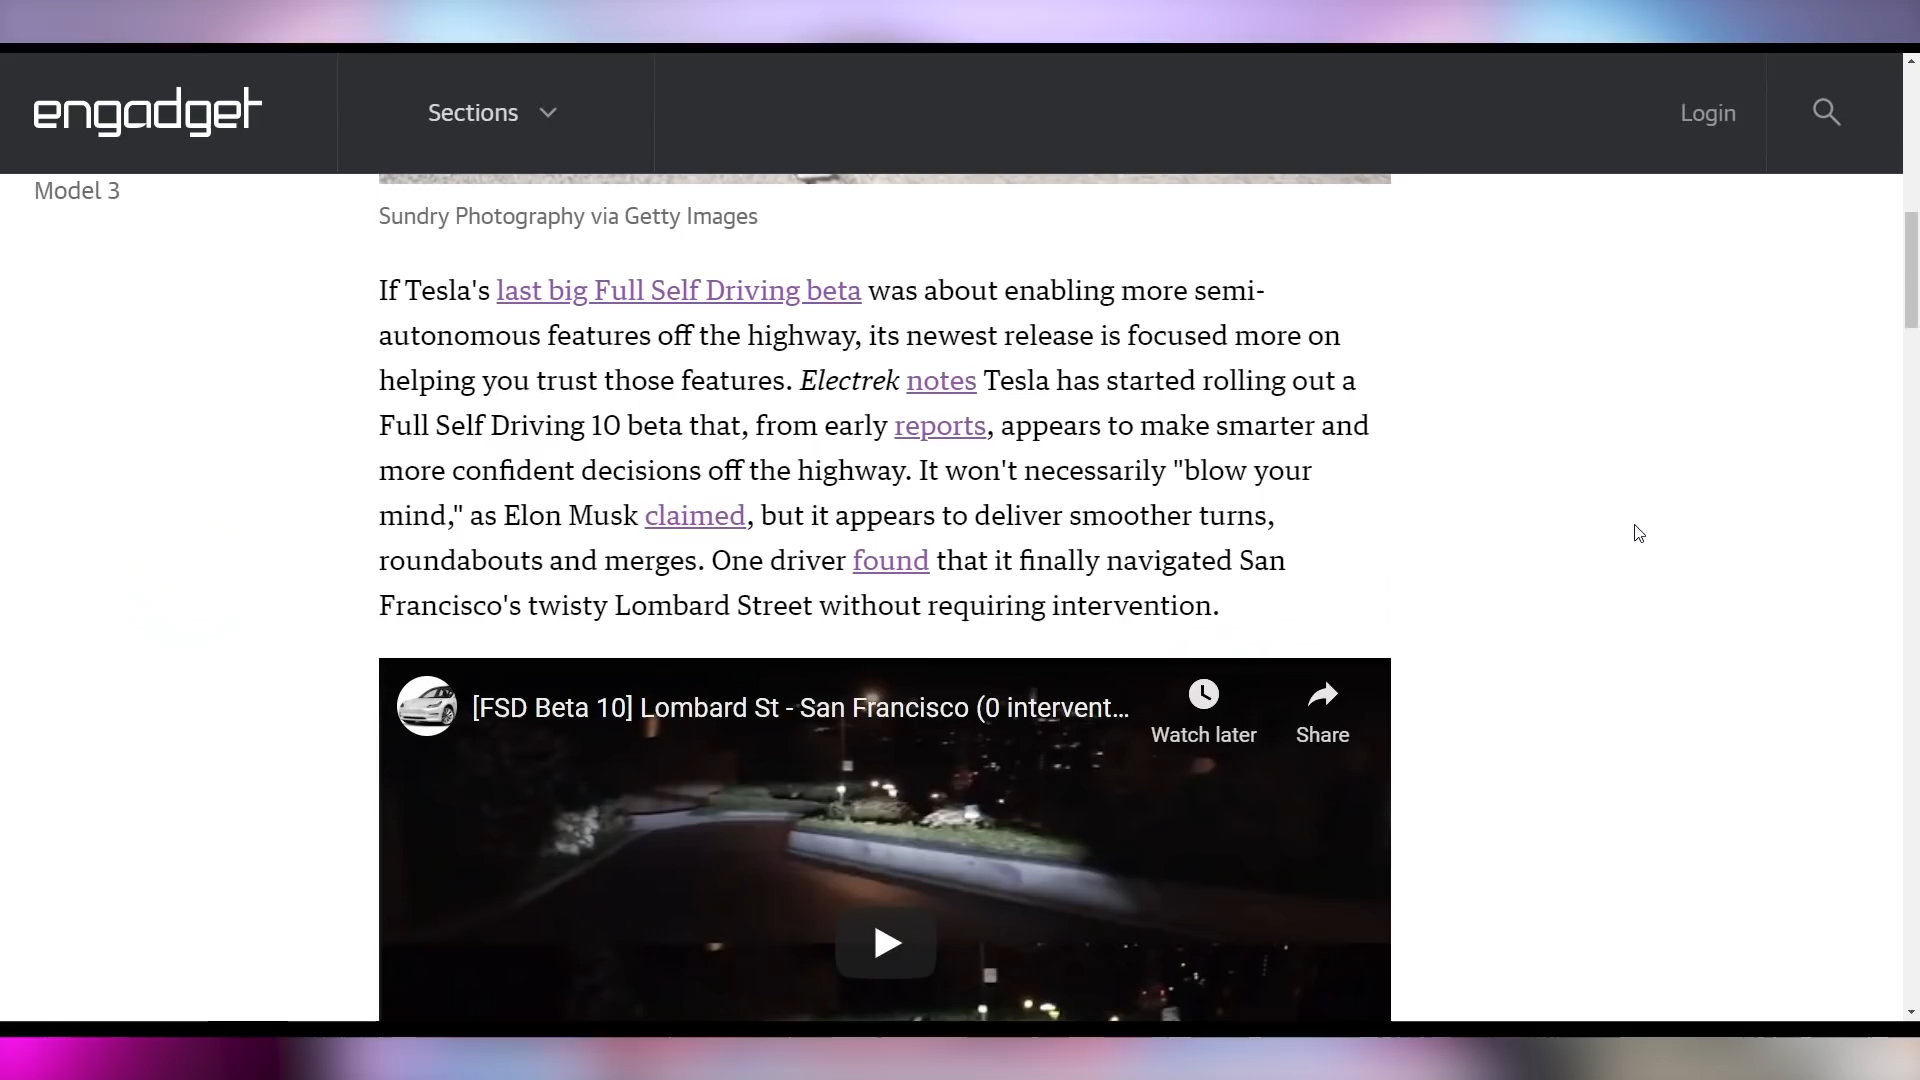 engadget
Sections
Login
Model 3
Sundry Photography via Getty Images
If Tesla's last big Full Self Driving beta was about enabling more semi-
autonomous features off the highway, its newest release is focused more on
helping you trust those features. Electrek notes Tesla has started rolling out a
Full Self Driving 10 beta that, from early reports, appears to make smarter and
more confident decisions off the highway. It won't necessarily "blow your
mind," as Elon Musk claimed, but it appears to deliver smoother turns,
roundabouts and merges. One driver found that it finally navigated San
Francisco's twisty Lombard Street without requiring intervention.
[FSD Beta 10] Lombard St - San Francisco (0 intervent...
Watch later
Share